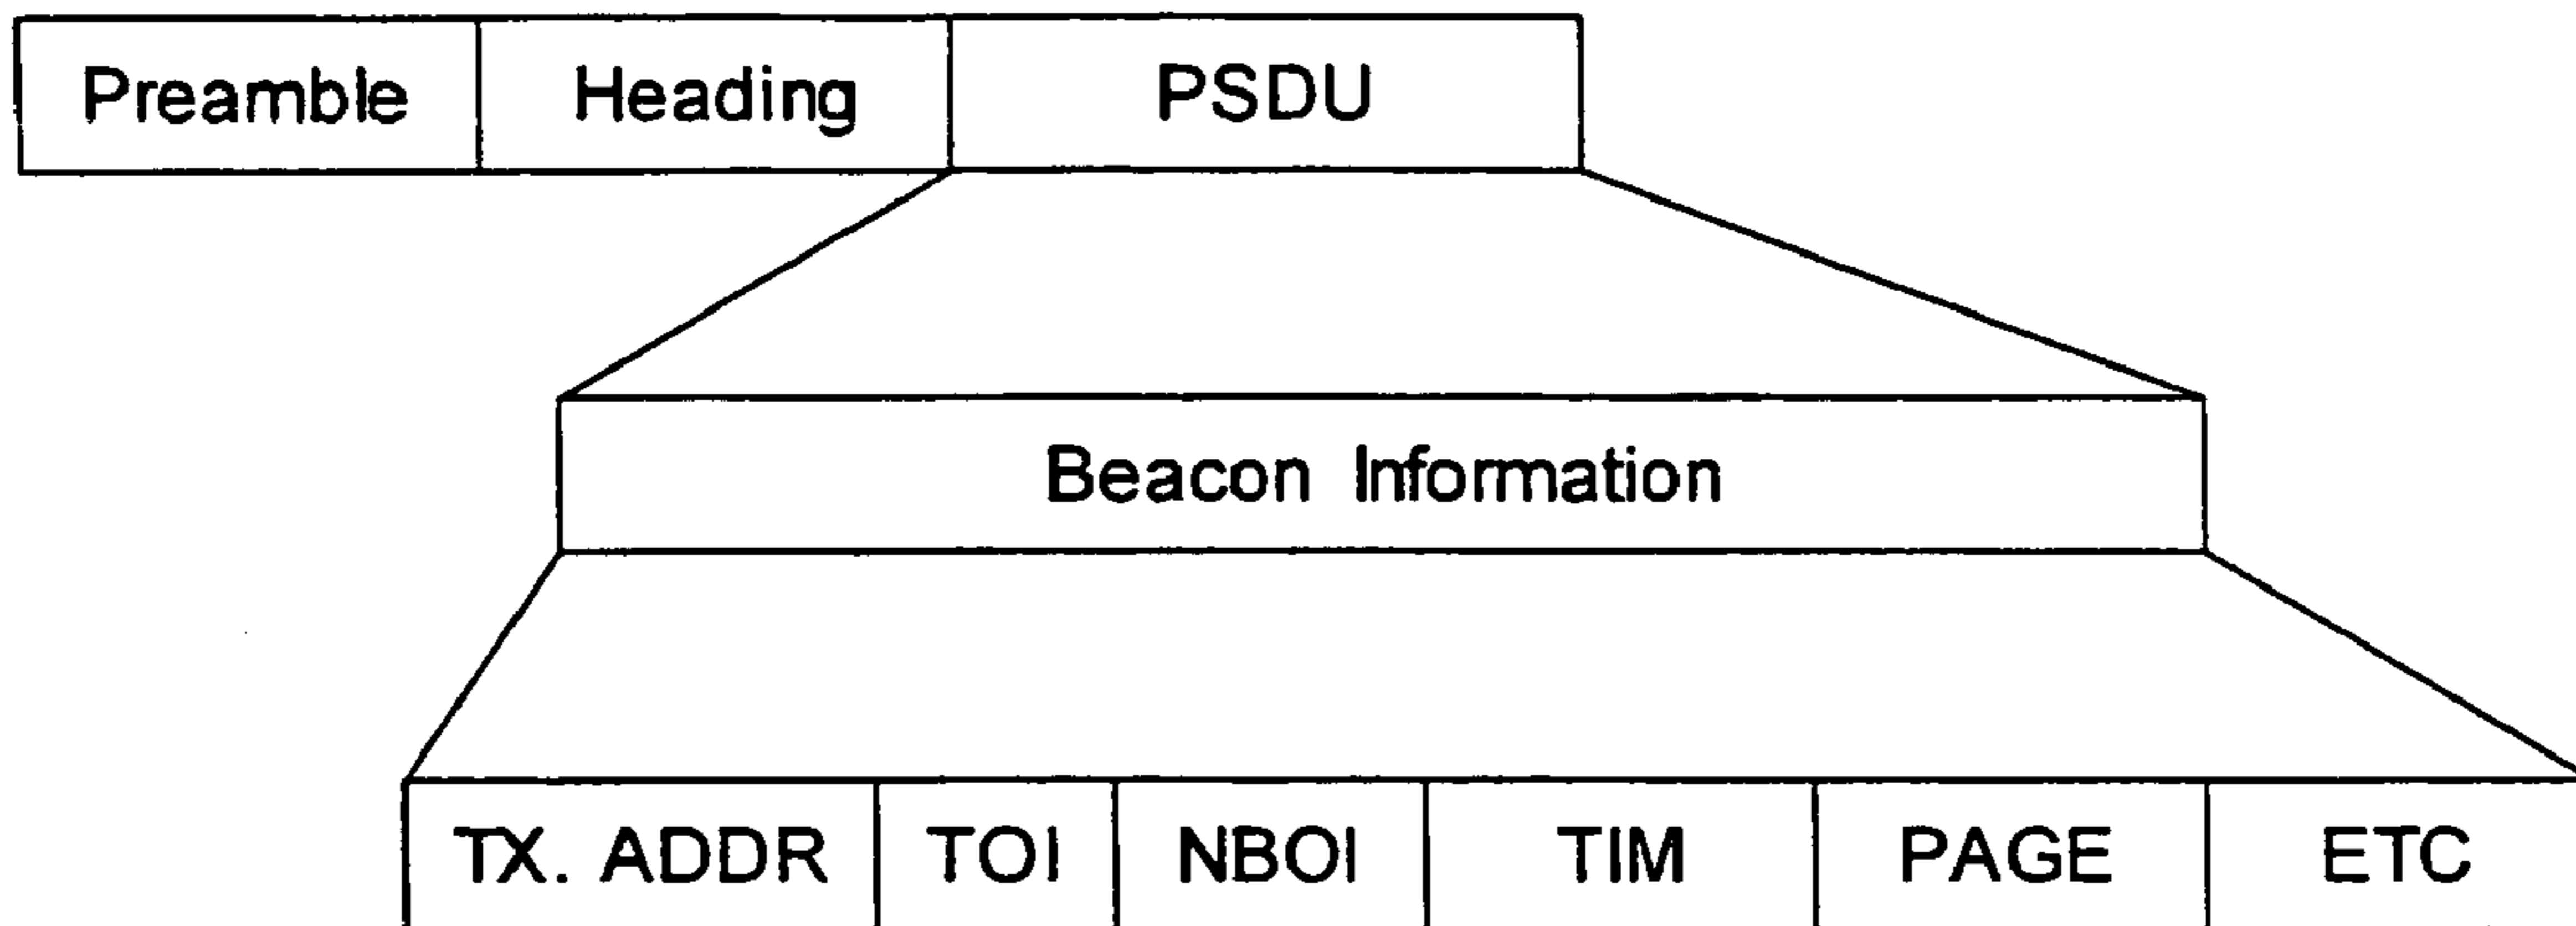 Preamble Heading PSDU
Beacon Information
TX. ADDR TOI NBOI TIM PAGE ETC